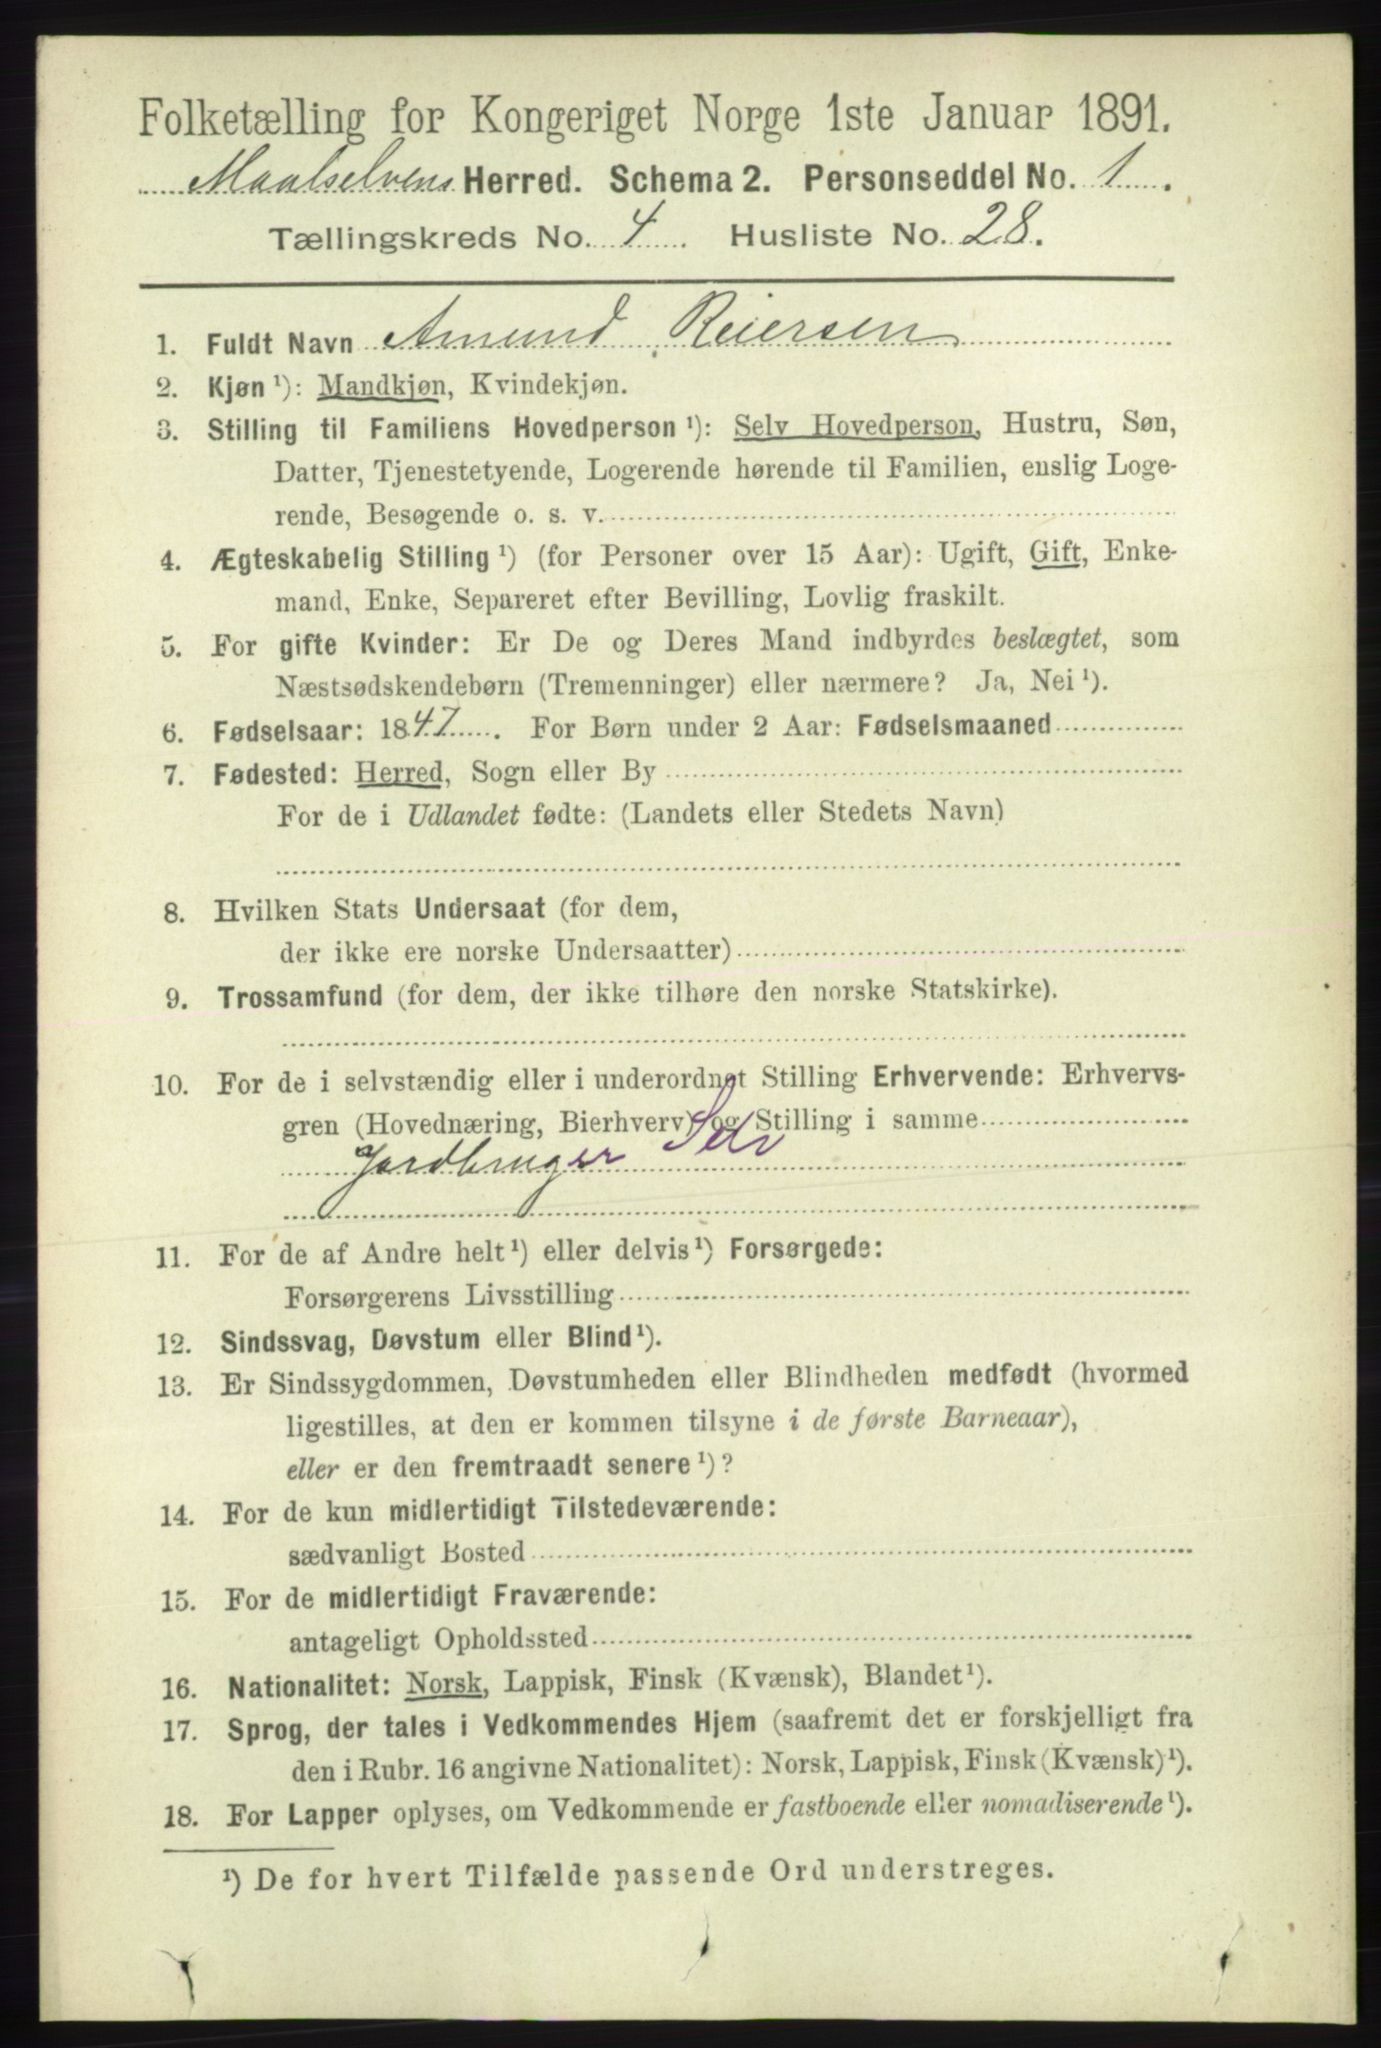 Folketælling for Kongeriget Norge 1ste Januar 1891.
Maalselvens Herred. Schema 2. Personseddel No. 1.
Tællingskreds No. 4. Husliste No. 28.
1. Fuldt Navn Amund Reiersen
2. Kjøn ¹): Mandkjøn, Kvindekjøn.
3. Stilling til Familiens Hovedperson ¹): Selv Hovedperson, Hustru, Søn,
Datter, Tjenestetyende, Logerende hørende til Familien, enslig Loge-
rende, Besøgende o. s. v.
4. Ægteskabelig Stilling ¹) (for Personer over 15 Aar): Ugift, Gift, Enke-
mand, Enke, Separeret efter Bevilling, Lovlig fraskilt.
5. For gifte Kvinder: Er De og Deres Mand indbyrdes beslægtet, som
Næstsødskendebørn (Tremenninger) eller nærmere? Ja, Nei ¹).
6. Fødselsaar: 1847. For Børn under 2 Aar: Fødselsmaaned
7. Fødested: Herred, Sogn eller By
For de i Udlandet fødte: (Landets eller Stedets Navn)
8. Hvilken Stats Undersaat (for dem,
der ikke ere norske Undersaatter)
9. Trossamfund (for dem, der ikke tilhøre den norske Statskirke).
10. For de i selvstændig eller i underordnet Stilling Erhvervende: Erhvervs-
gren (Hovednæring, Bierhverv) og Stilling i samme
Jordbruger Selv
11. For de af Andre helt ¹) eller delvis ¹) Forsørgede:
Forsørgerens Livsstilling
12. Sindssvag, Døvstum eller Blind ¹).
13. Er Sindssygdommen, Døvstumheden eller Blindheden medfødt (hvormed
ligestilles, at den er kommen tilsyne i de første Barneaar),
eller er den fremtraadt senere ¹)?
14. For de kun midlertidigt Tilstedeværende:
sædvanligt Bosted
15. For de midlertidigt Fraværende:
antageligt Opholdssted
16. Nationalitet: Norsk, Lappisk, Finsk (Kvænsk), Blandet ¹).
17. Sprog, der tales i Vedkommendes Hjem (saafremt det er forskjelligt fra
den i Rubr. 16 angivne Nationalitet): Norsk, Lappisk, Finsk (Kvænsk) ¹).
18. For Lapper oplyses, om Vedkommende er fastboende eller nomadiserende ¹).
¹) De for hvert Tilfælde passende Ord understreges.